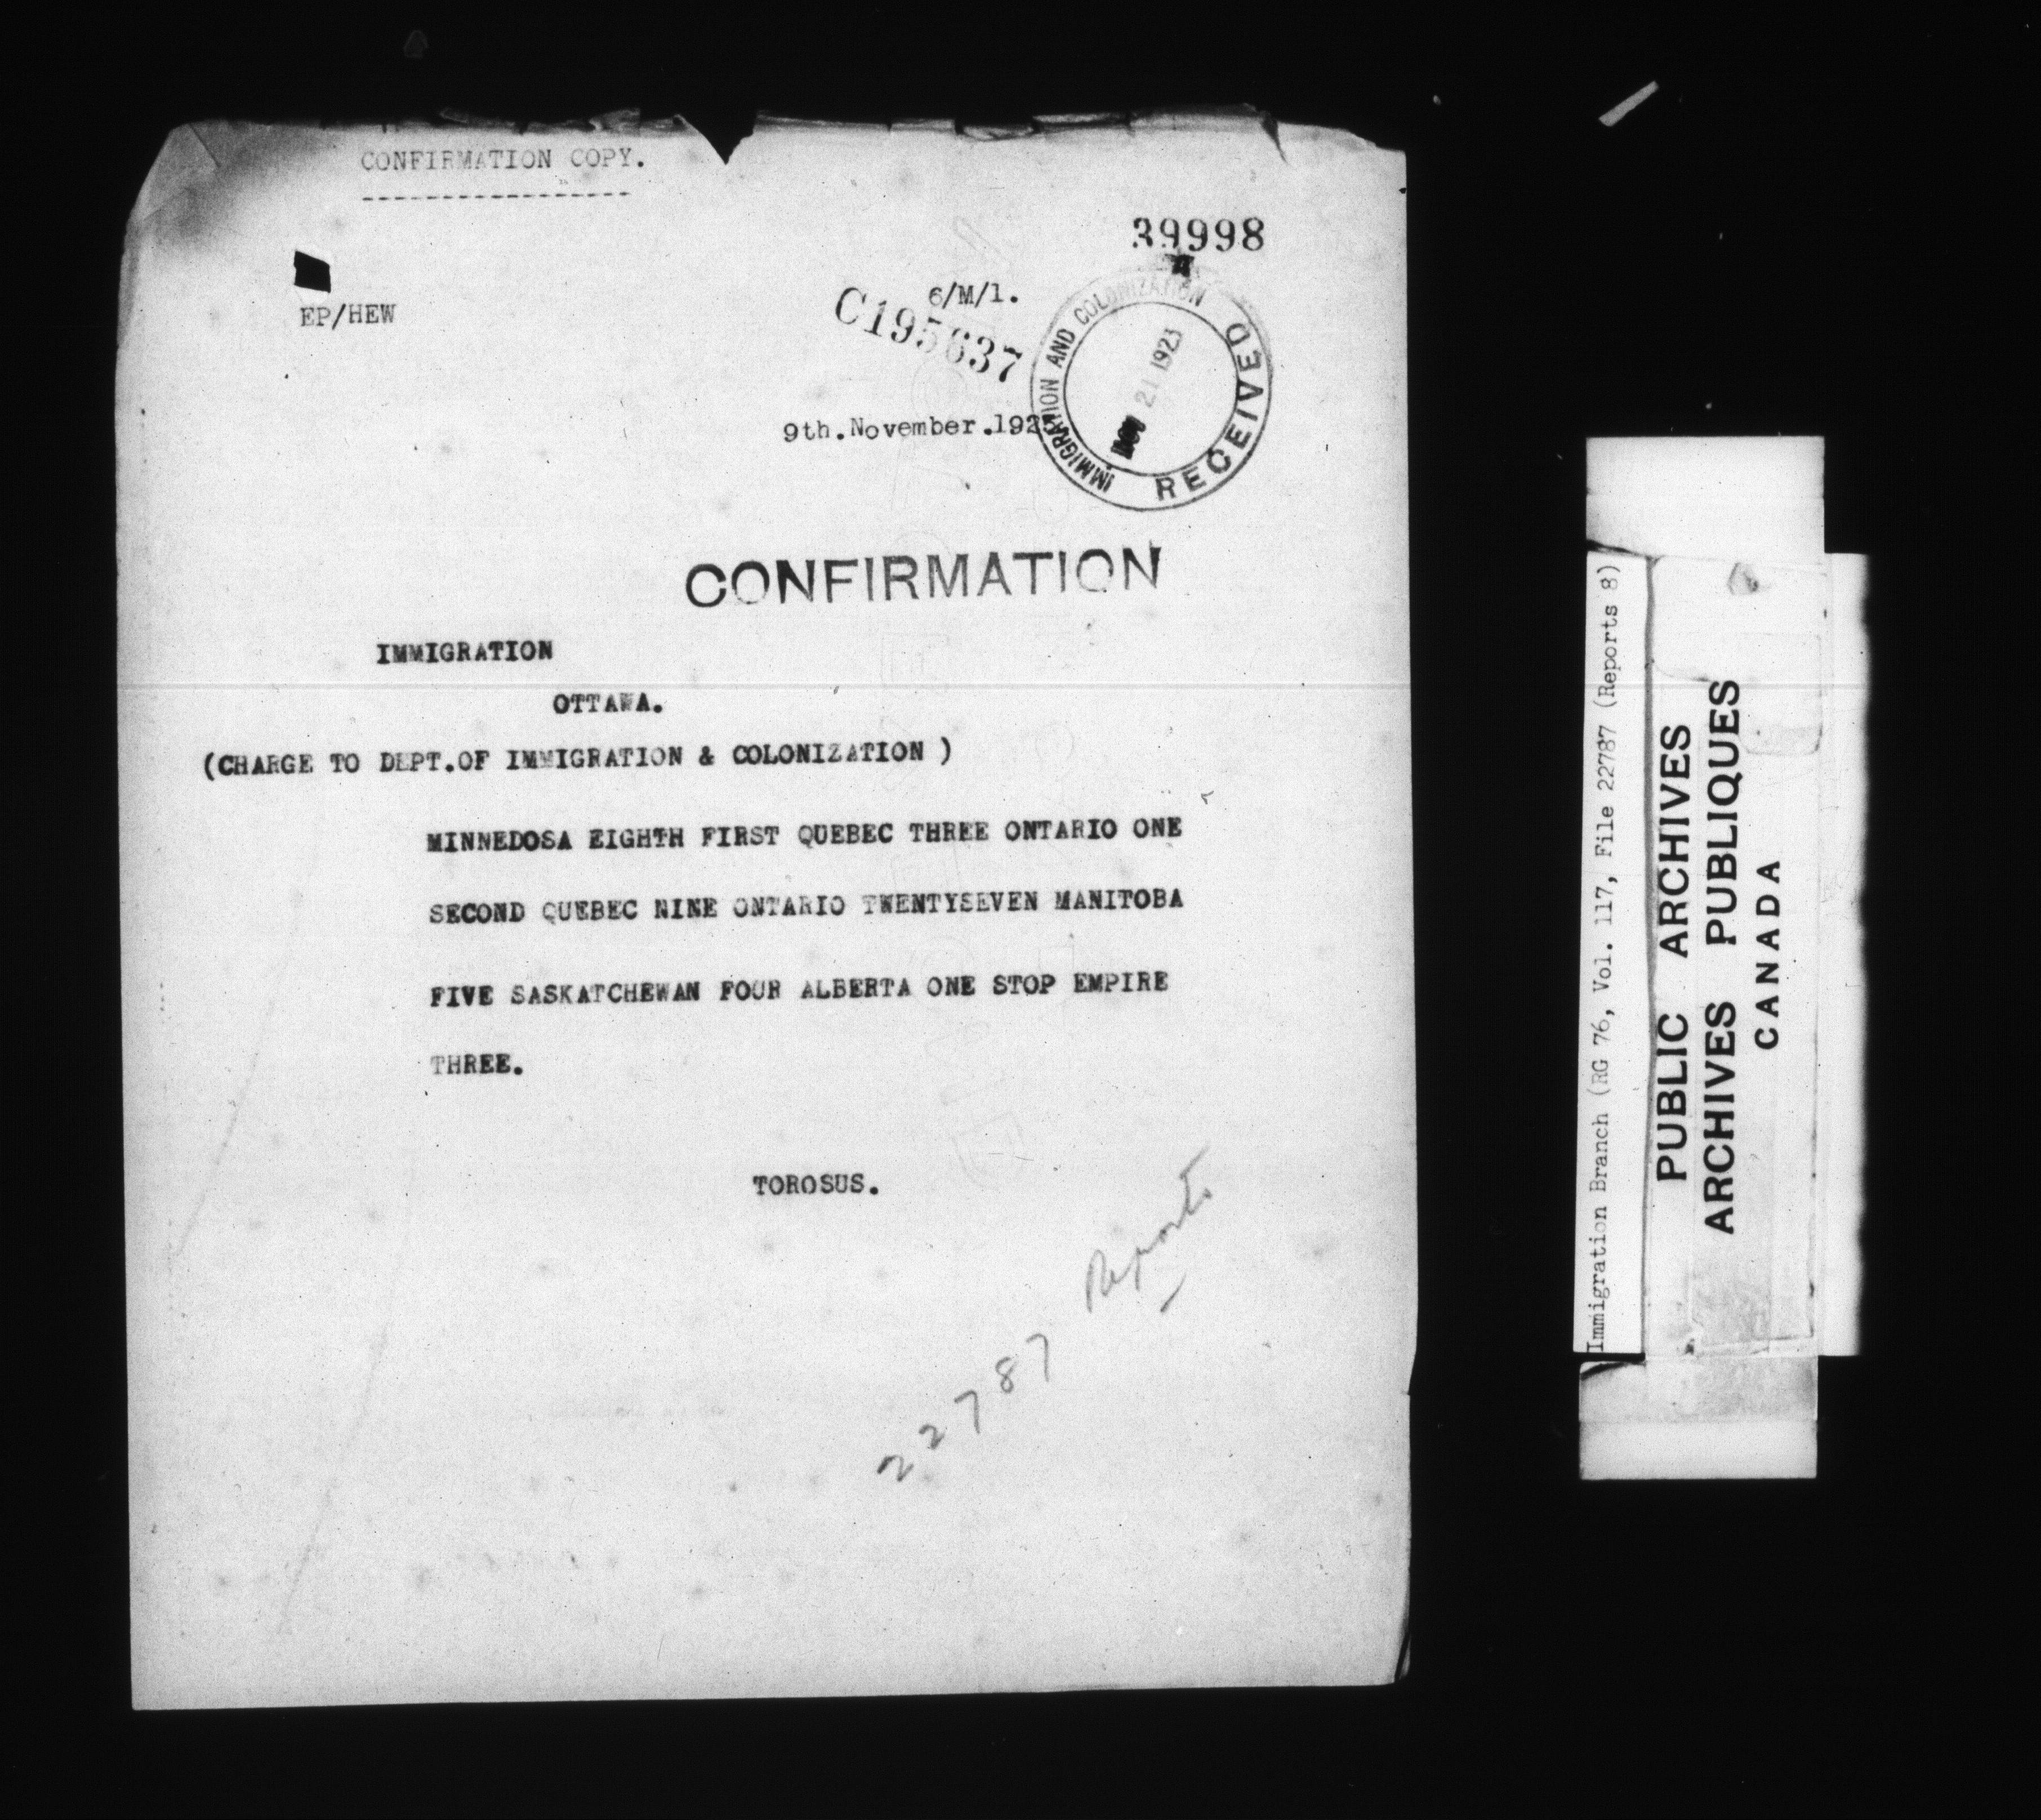 CONFIRMATION COPY.
39998
EP/HEW
6/M/1.
C195637
IMMIGRATION AND COLONIZATION
RECEIVED
NOV 21 1923
9th.November.192
CONFIRMATION
IMMIGRATION
OTTAWA.
(CHARGE TO DEPT.OF IMMIGRATION & COLONIZATION )
MINNEDOSA EIGHTH FIRST QUEBEC THREE ONTARIO ONE
SECOND QUEBEC NINE ONTARIO TWENTYSEVEN MANITOBA
FIVE SASKATCHEWAN FOUR ALBERTA ONE STOP EMPIRE
THREE.
TOROSUS.
22787 Reports
Immigration Branch (RG 76, Vol. 117, File 22787 (Reports 8)
PUBLIC ARCHIVES
ARCHIVES PUBLIQUES
CANADA